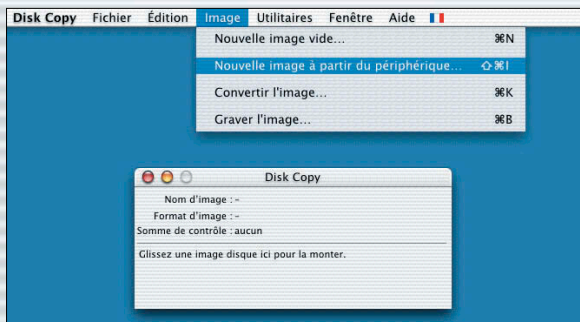 Disk Copy Fichier Édition Image Utilitaires Fenêtre Aide
Nouvelle image vide... ⌘N
Nouvelle image à partir du périphérique... ⇧⌘I
Convertir l'image... ⌘K
Graver l'image... ⌘B
Disk Copy
Nom d'image : -
Format d'image : -
Somme de contrôle : aucun
Glissez une image disque ici pour la monter.